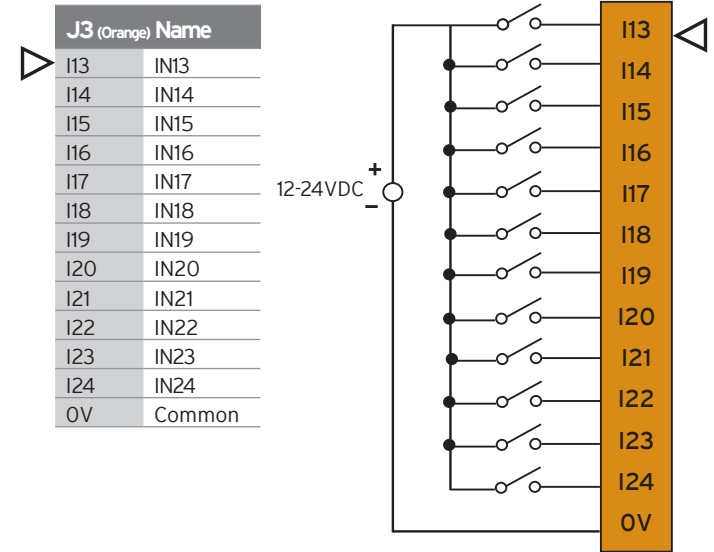 J3 (Orange) Name
I13 IN13
I14 IN14
I15 IN15
I16 IN16
I17 IN17
I18 IN18
I19 IN19
I20 IN20
I21 IN21
I22 IN22
I23 IN23
I24 IN24
0V Common
+
12-24VDC
–
I13
I14
I15
I16
I17
I18
I19
I20
I21
I22
I23
I24
0V